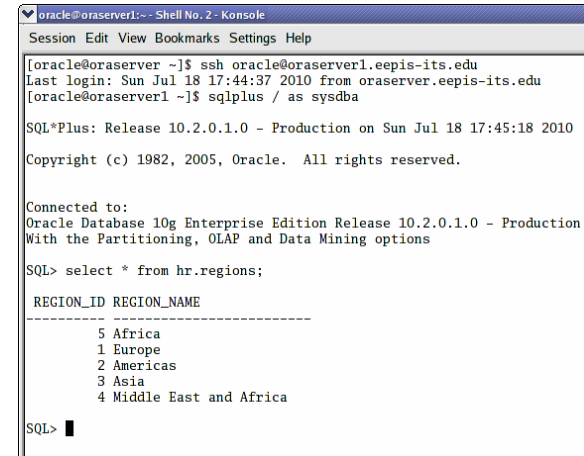 oracle@oraserver1:~ - Shell No. 2 - Konsole
Session Edit View Bookmarks Settings Help
[oracle@oraserver ~]$ ssh oracle@oraserver1.eepis-its.edu
Last login: Sun Jul 18 17:44:37 2010 from oraserver.eepis-its.edu
[oracle@oraserver1 ~]$ sqlplus / as sysdba
SQL*Plus: Release 10.2.0.1.0 - Production on Sun Jul 18 17:45:18 2010
Copyright (c) 1982, 2005, Oracle.  All rights reserved.
Connected to:
Oracle Database 10g Enterprise Edition Release 10.2.0.1.0 - Production
With the Partitioning, OLAP and Data Mining options
SQL> select * from hr.regions;
 REGION_ID REGION_NAME
---------- -------------------------
         5 Africa
         1 Europe
         2 Americas
         3 Asia
         4 Middle East and Africa
SQL>